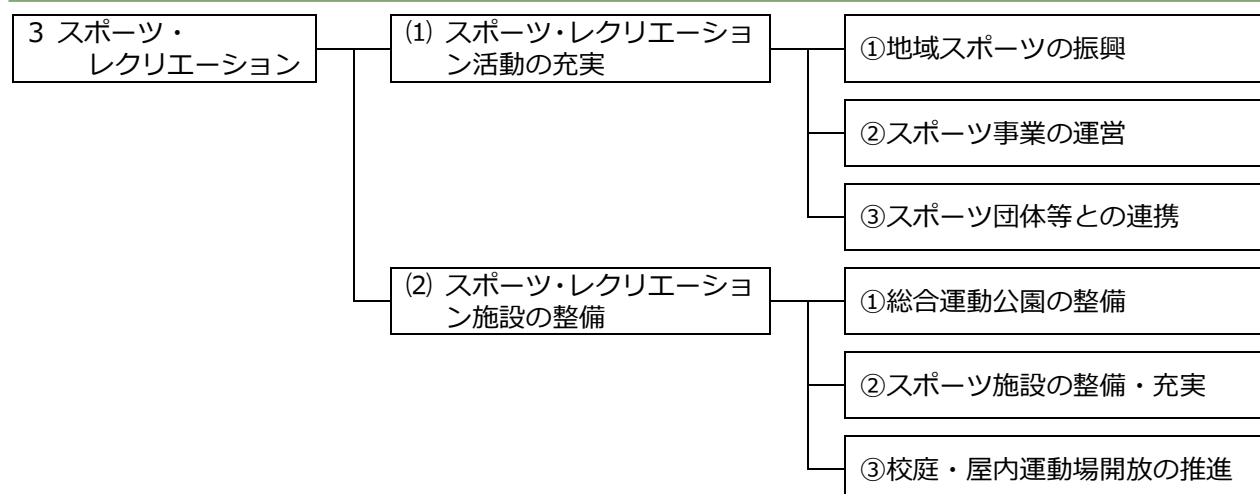 3 スポーツ・
レクリエーション
⑴ スポーツ・レクリエーショ
ン活動の充実
①地域スポーツの振興
②スポーツ事業の運営
③スポーツ団体等との連携
⑵ スポーツ・レクリエーショ
ン施設の整備
①総合運動公園の整備
②スポーツ施設の整備・充実
③校庭・屋内運動場開放の推進